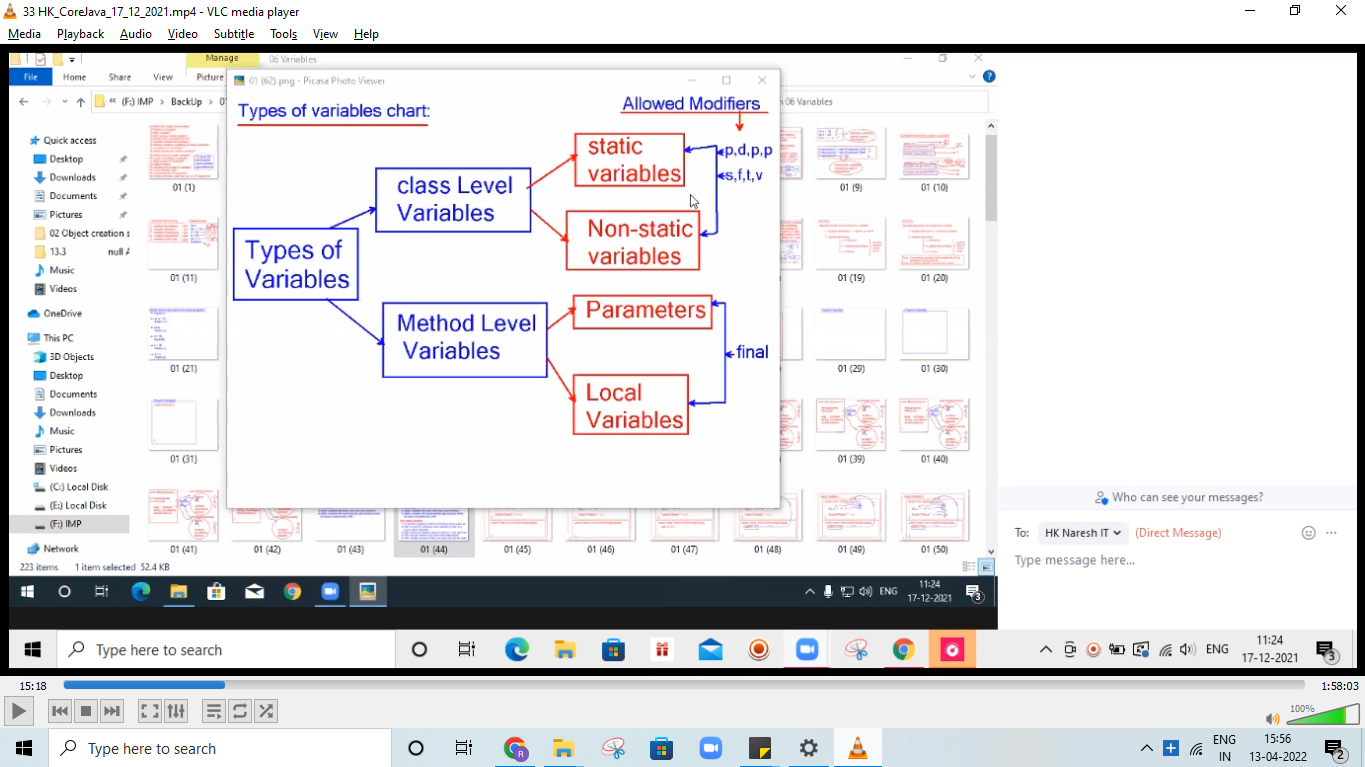 33 HK_CoreJava_17_12_2021.mp4 - VLC media player
Media Playback Audio Video Subtitle Tools View Help
Manage 06 Variables
File Home Share View Picture
01 (62).png - Picasa Photo Viewer
« (F:) IMP › BackUp ›
06 Variables
Types of variables chart:
Allowed Modifiers
static variables
p,d,p,p
s,f,t,v
class Level Variables
Non-static variables
Types of Variables
Parameters
Method Level Variables
final
Local Variables
Quick access
Desktop
Downloads
Documents
Pictures
02 Object creation s
13.3 null
Music
Videos
OneDrive
This PC
3D Objects
Desktop
Documents
Downloads
Music
Pictures
Videos
(C:) Local Disk
(E:) Local Disk
(F:) IMP
Network
01 (1)
01 (9)
01 (10)
01 (11)
01 (19)
01 (20)
01 (21)
01 (29)
01 (30)
01 (31)
01 (39)
01 (40)
01 (41)
01 (42)
01 (43)
01 (44)
01 (45)
01 (46)
01 (47)
01 (48)
01 (49)
01 (50)
223 items 1 item selected 52.4 KB
ENG
11:24
17-12-2021
3
Who can see your messages?
To: HK Naresh IT (Direct Message)
Type message here...
Type here to search
ENG
11:24
17-12-2021
3
15:18
1:58:03
100%
Type here to search
R
ENG
IN
15:56
13-04-2022
2